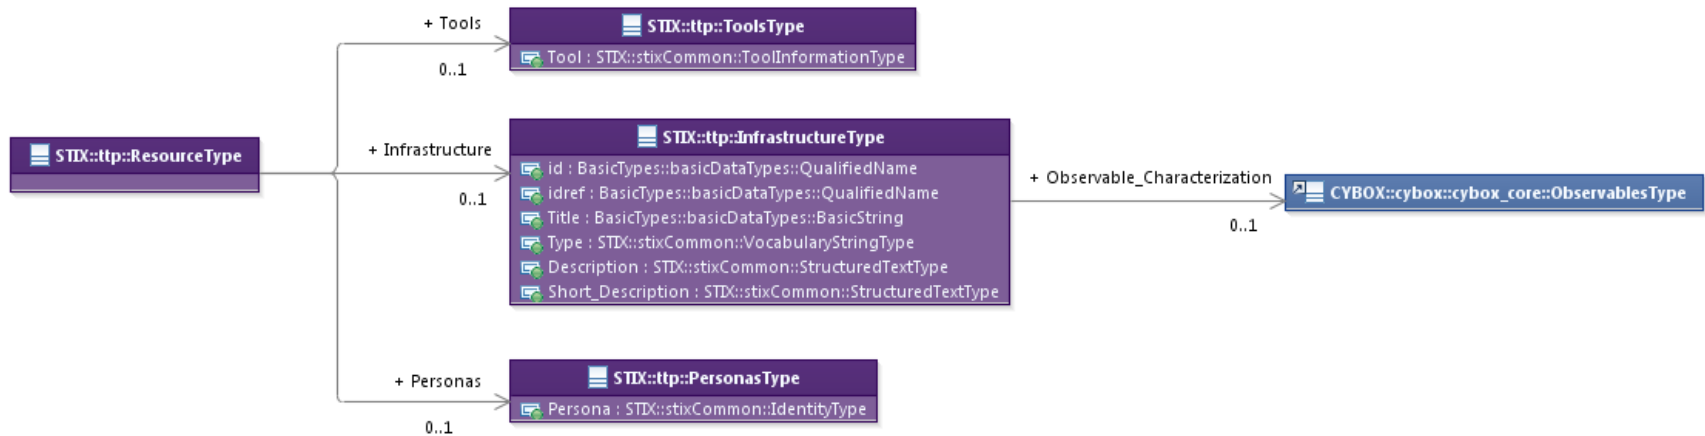 + Tools
0..1
STIX::ttp::ToolsType
Tool : STIX::stixCommon::ToolInformationType
STIX::ttp::ResourceType
+ Infrastructure
0..1
STIX::ttp::InfrastructureType
id : BasicTypes::basicDataTypes::QualifiedName
idref : BasicTypes::basicDataTypes::QualifiedName
Title : BasicTypes::basicDataTypes::BasicString
Type : STIX::stixCommon::VocabularyStringType
Description : STIX::stixCommon::StructuredTextType
Short_Description : STIX::stixCommon::StructuredTextType
+ Observable_Characterization
0..1
CYBOX::cybox::cybox_core::ObservablesType
+ Personas
0..1
STIX::ttp::PersonasType
Persona : STIX::stixCommon::IdentityType